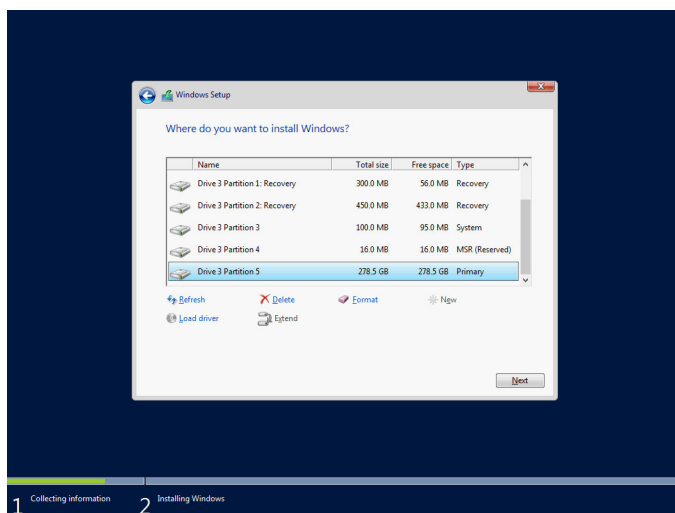 Windows Setup
Where do you want to install Windows?
Name Total size Free space Type
Drive 3 Partition 1: Recovery 300.0 MB 56.0 MB Recovery
Drive 3 Partition 2: Recovery 450.0 MB 433.0 MB Recovery
Drive 3 Partition 3 100.0 MB 95.0 MB System
Drive 3 Partition 4 16.0 MB 16.0 MB MSR (Reserved)
Drive 3 Partition 5 278.5 GB 278.5 GB Primary
Refresh Delete Format New
Load driver Extend
Next
1 Collecting information 2 Installing Windows